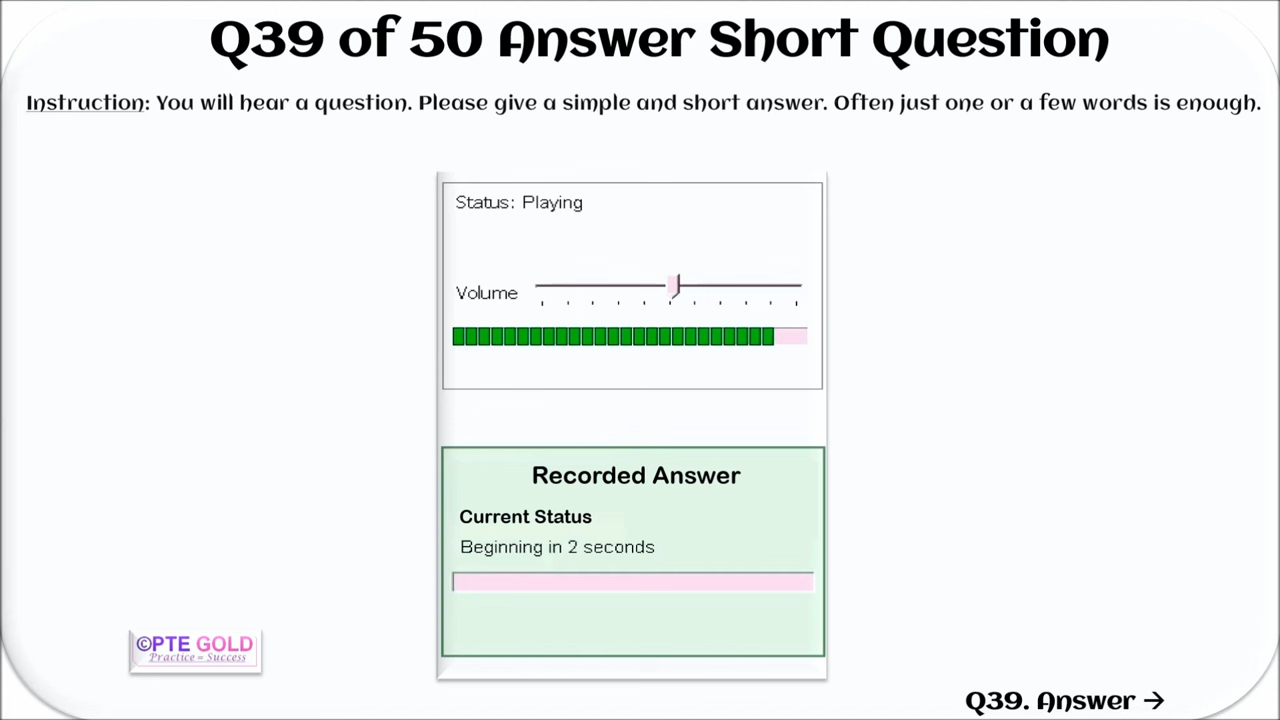 Q39 of 50 Answer Short Question
Instruction: You will hear a question. Please give a simple and short answer. Often just one or a few words is enough.
Status: Playing
Volume
Recorded Answer
Current Status
Beginning in 2 seconds
©PTE GOLD
Practice = Success
Q39. Answer →